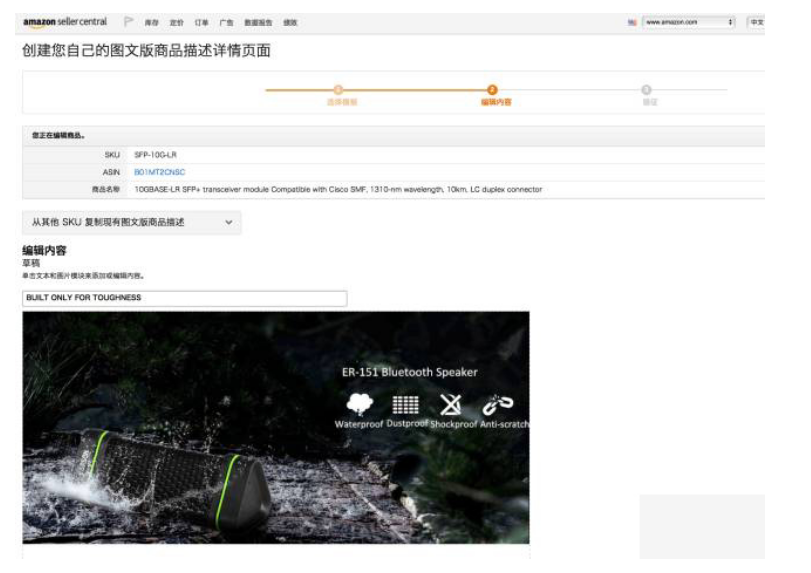 amazon seller central 库存 定价 订单 广告 数据报告 绩效 www.amazon.com 中文
创建您自己的图文版商品描述详情页面
1 2 3
选择模板 编辑内容 验证
您正在编辑商品。
SKU SFP-10G-LR
ASIN B01MT2CNSC
商品名称 10GBASE-LR SFP+ transceiver module Compatible with Cisco SMF, 1310-nm wavelength, 10km, LC duplex connector
从其他 SKU 复制现有图文版商品描述
编辑内容
草稿
单击文本和图片模块来添加或编辑内容。
BUILT ONLY FOR TOUGHNESS
ER-151 Bluetooth Speaker
Waterproof Dustproof Shockproof Anti-scratch